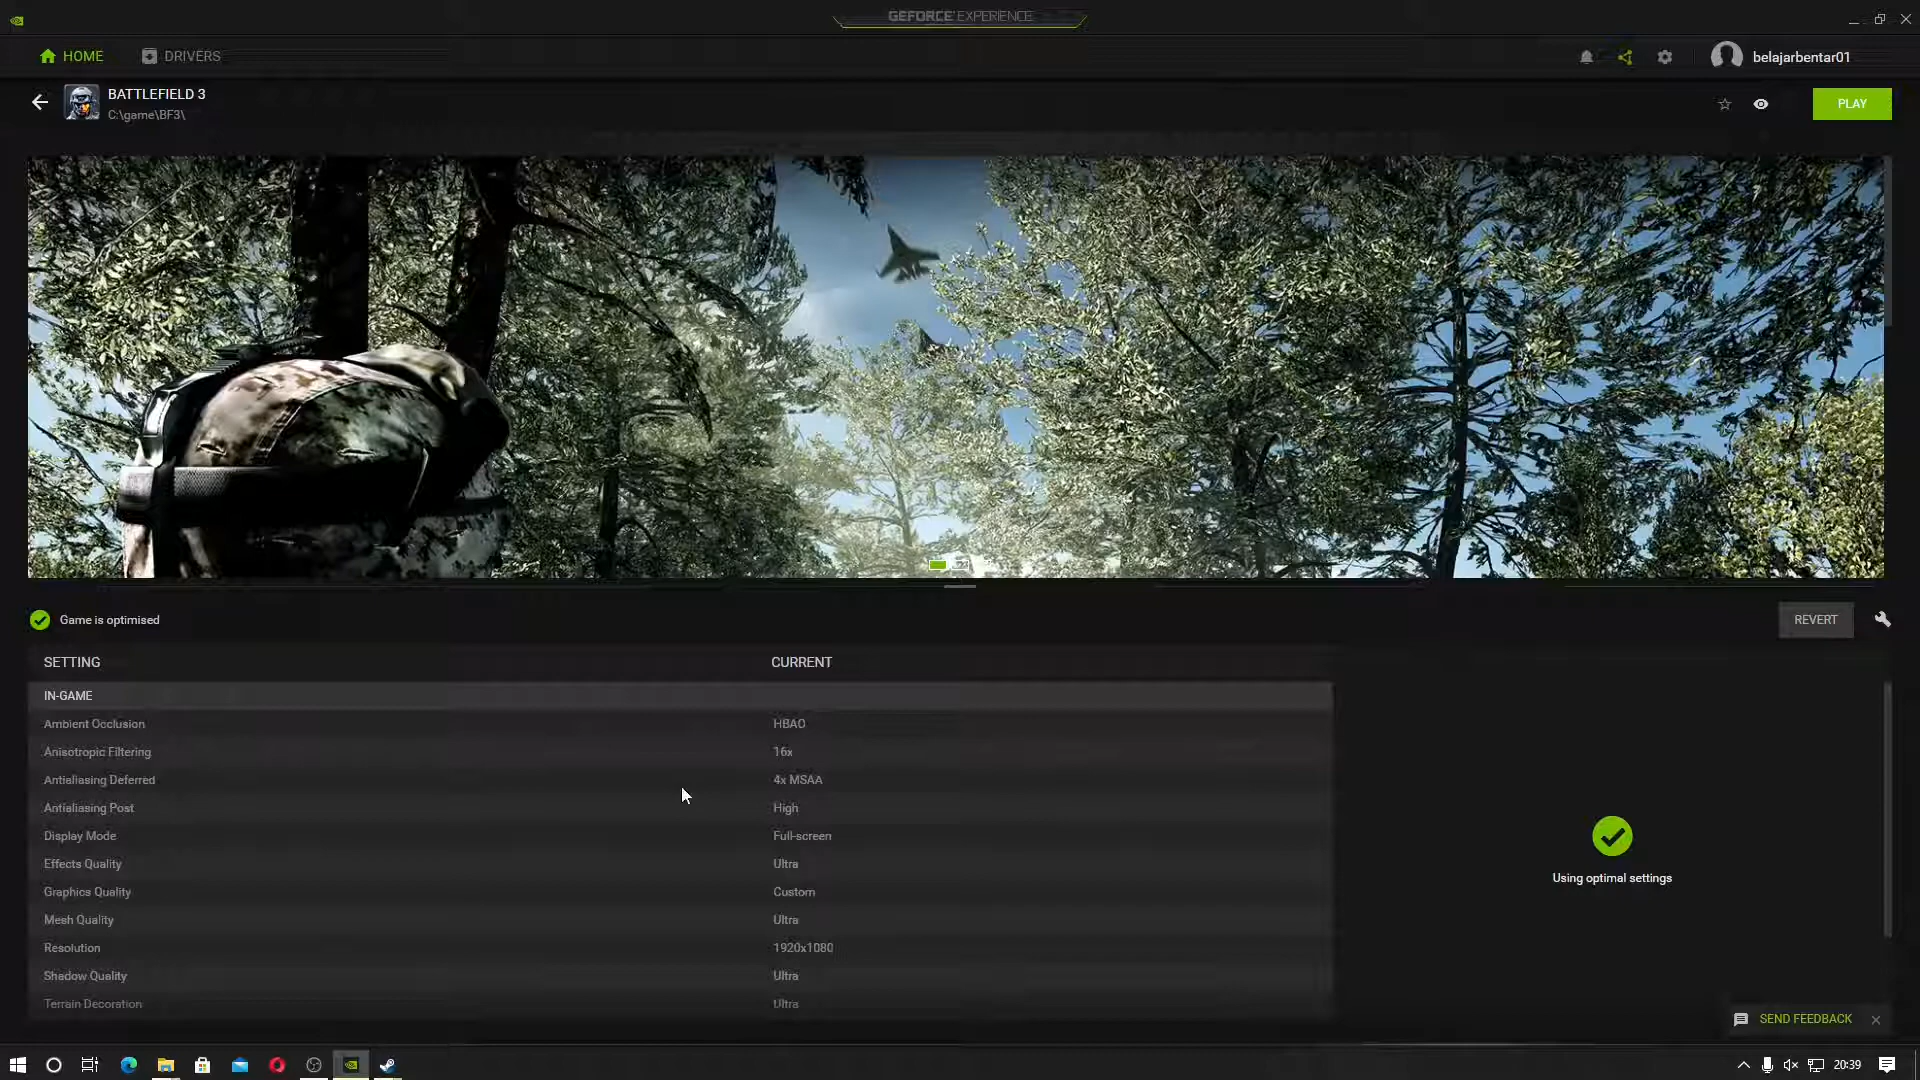 GEFORCE EXPERIENCE
HOME
DRIVERS
belajarbentar01
BATTLEFIELD 3
C:\game\BF3\
PLAY
Game is optimised
REVERT
SETTING CURRENT
IN-GAME
Ambient Occlusion HBAO
Anisotropic Filtering 16x
Antialiasing Deferred 4x MSAA
Antialiasing Post High
Display Mode Full-screen
Effects Quality Ultra
Graphics Quality Custom
Mesh Quality Ultra
Resolution 1920x1080
Shadow Quality Ultra
Terrain Decoration Ultra
Using optimal settings
SEND FEEDBACK
20:39